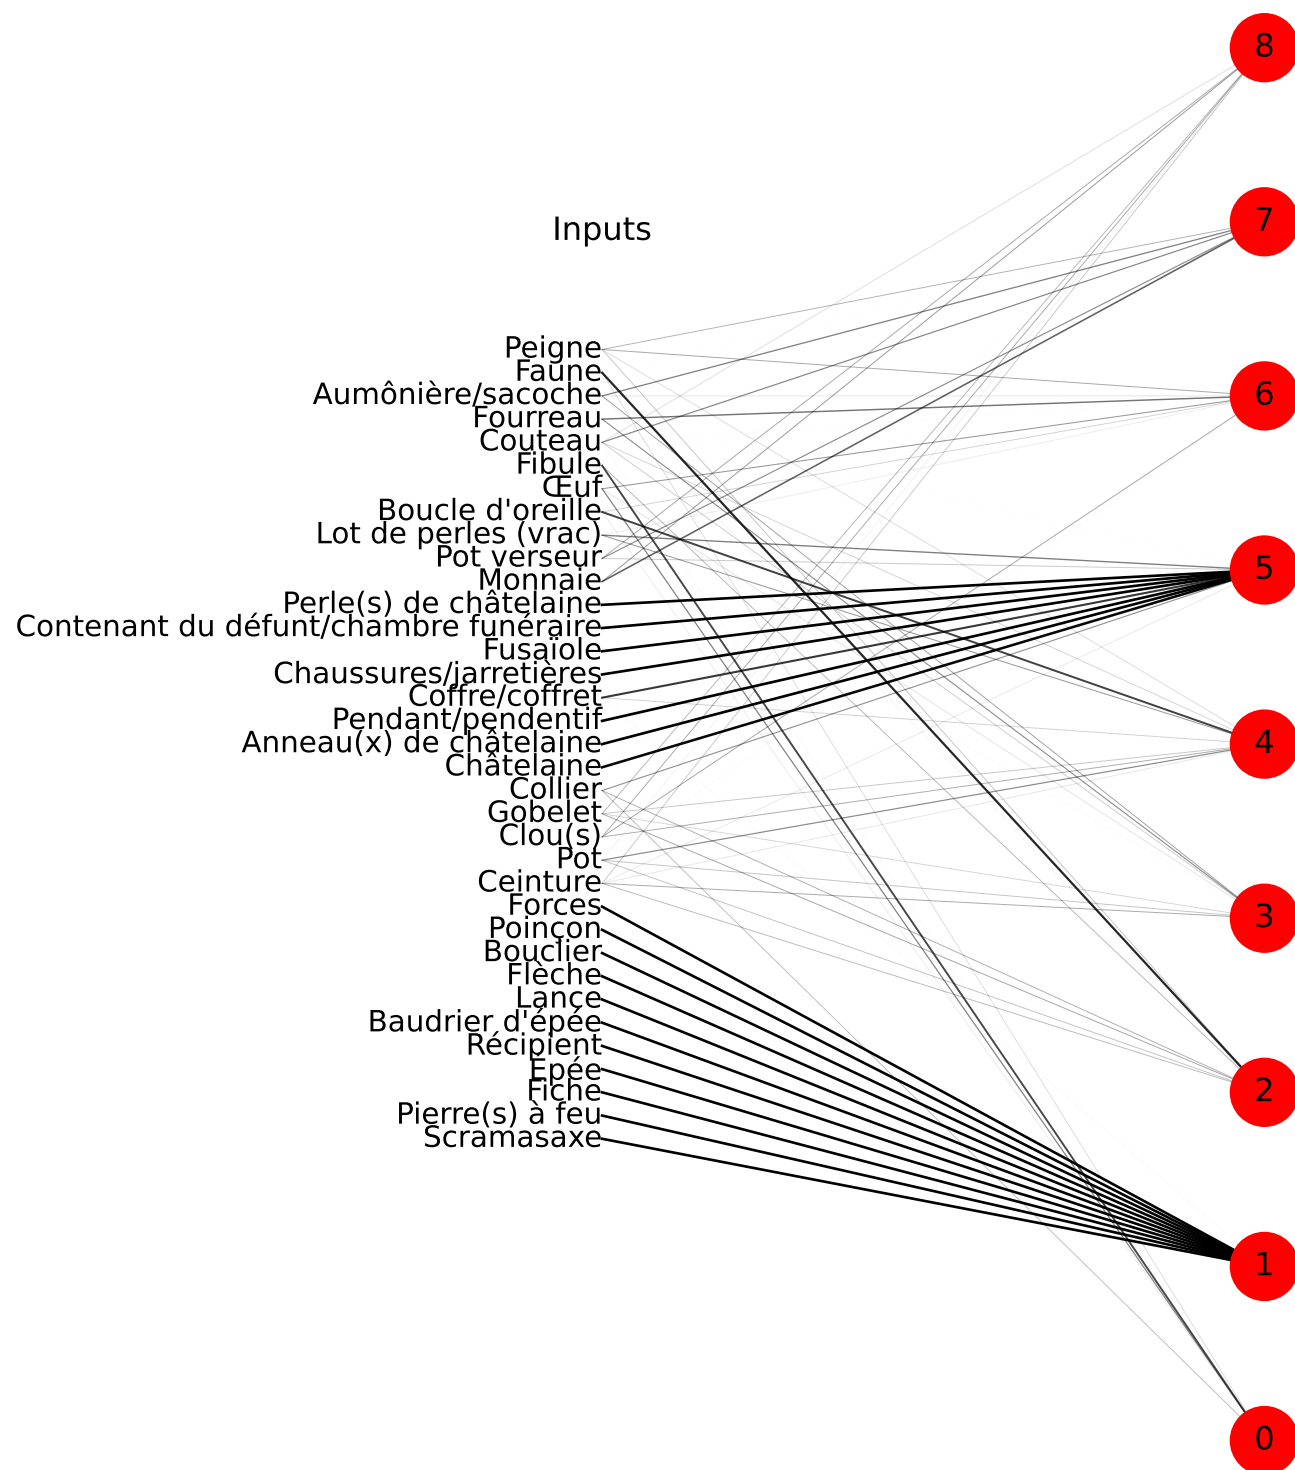 8
7
Inputs
Peigne
Faune
Aumônière/sacoche
6
Fourreau
Couteau
Fibule
Œuf
Boucle d'oreille
Lot de perles (vrac)
Pot verseur
5
Monnaie
Perle(s) de châtelaine
Contenant du défunt/chambre funéraire
Fusaïole
Chaussures/jarretières
Coffre/coffret
Pendant/pendentif
4
Anneau(x) de châtelaine
Châtelaine
Collier
Gobelet
Clou(s)
Pot
Ceinture
Forces
3
Poinçon
Bouclier
Flèche
Lance
Baudrier d'épée
Récipient
Epée
2
Fiche
Pierre(s) à feu
Scramasaxe
1
0